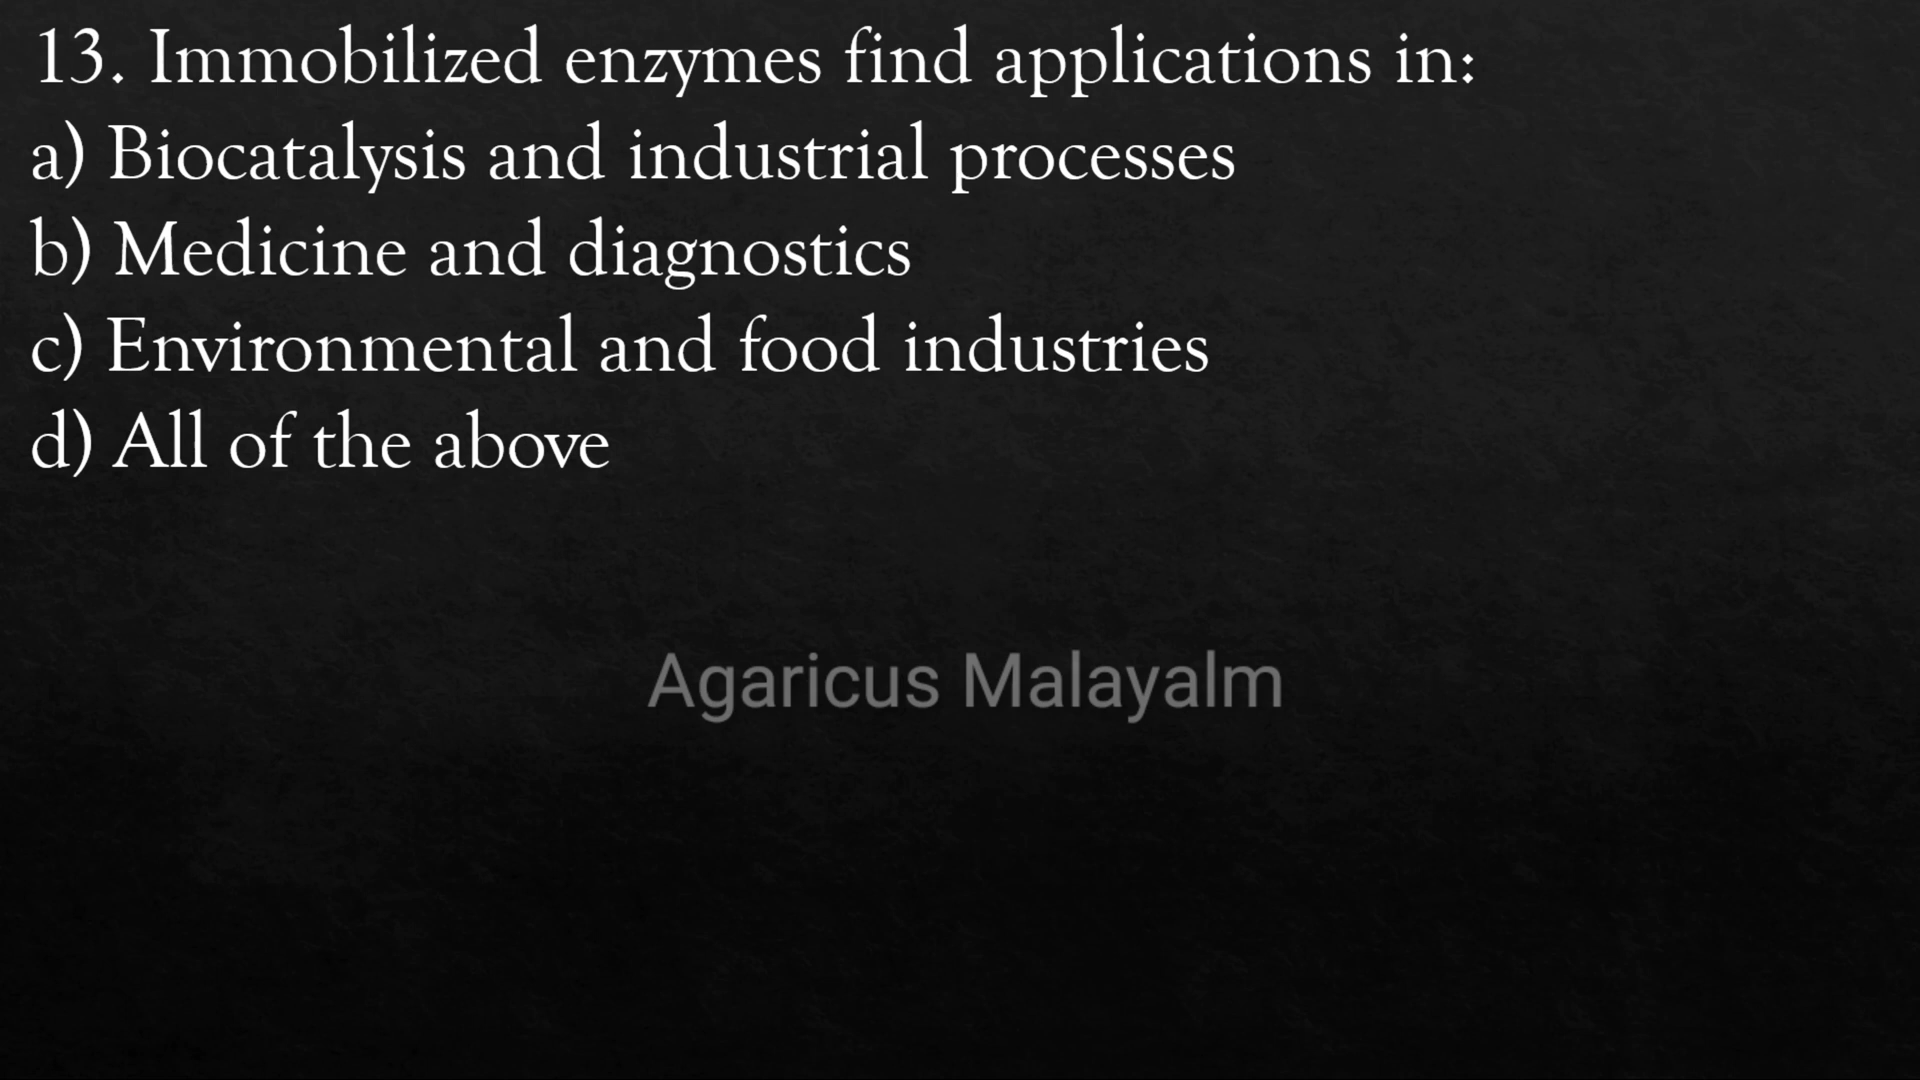 13. Immobilized enzymes find applications in:
a) Biocatalysis and industrial processes
b) Medicine and diagnostics
c) Environmental and food industries
d) All of the above
Agaricus Malayalm